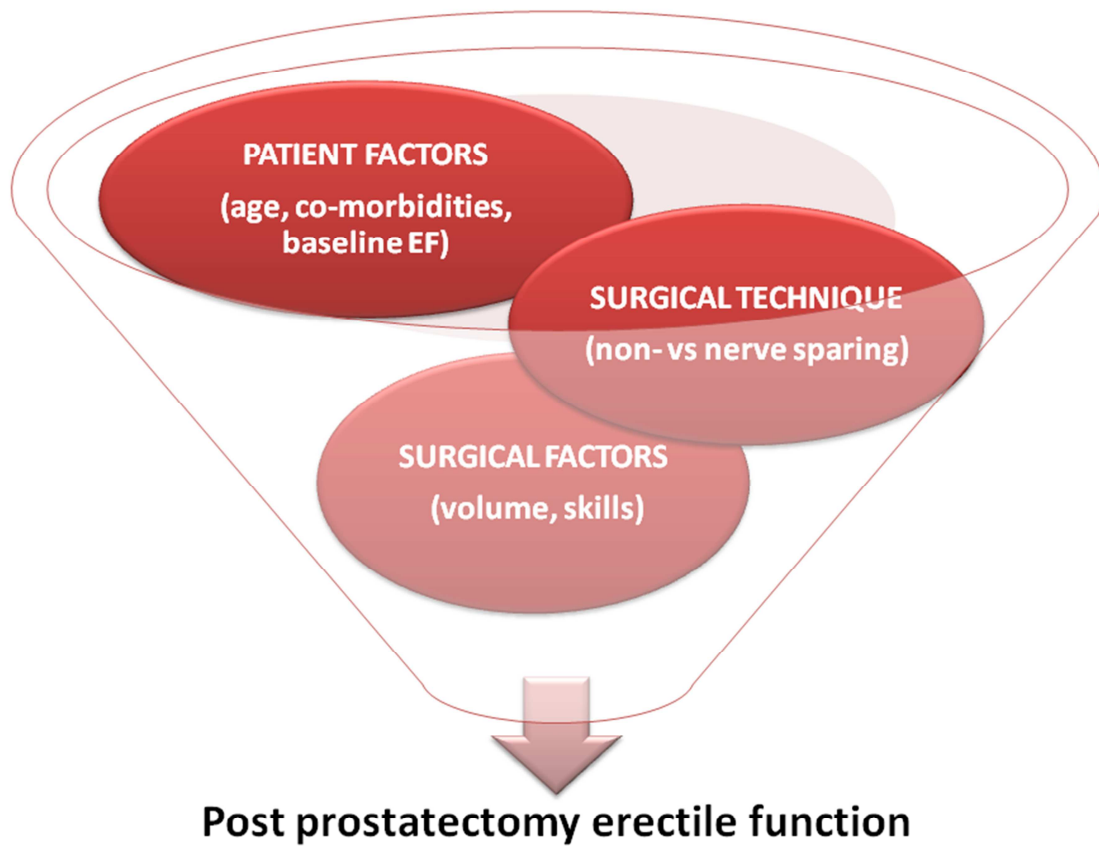 PATIENT FACTORS
(age, co-morbidities,
baseline EF)
SURGICAL TECHNIQUE
(non- vs nerve sparing)
SURGICAL FACTORS
(volume, skills)
Post prostatectomy erectile function